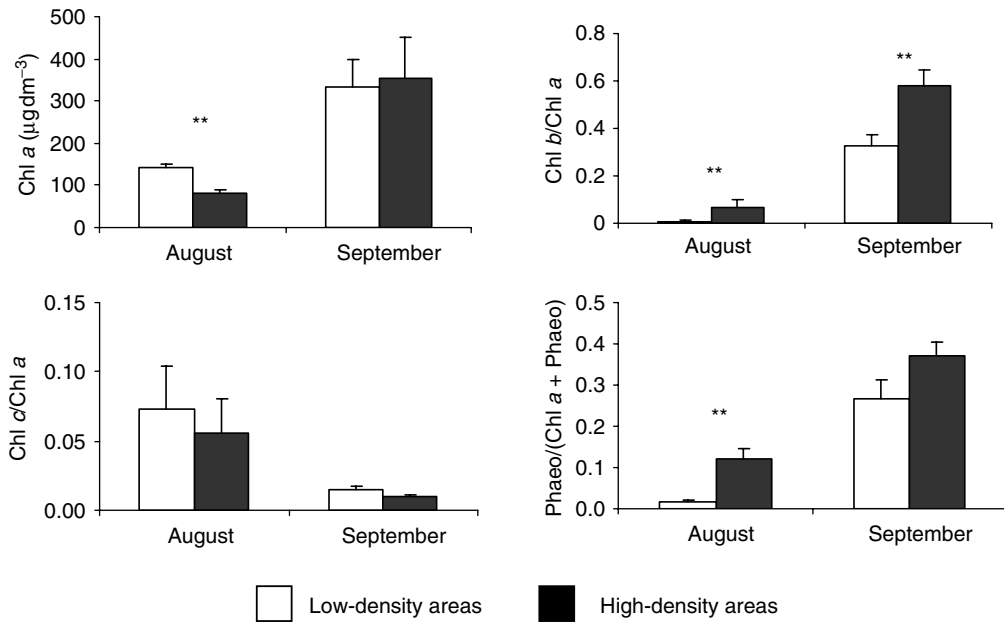 500
400
300
200
100
0
Chl a (µgdm⁻³)
**
August September
0.8
0.6
0.4
0.2
0
Chl b/Chl a
**
**
August September
0.15
0.10
0.05
0.00
Chl c/Chl a
August September
0.5
0.4
0.3
0.2
0.1
0.0
Phaeo/(Chl a + Phaeo)
**
August September
Low-density areas High-density areas